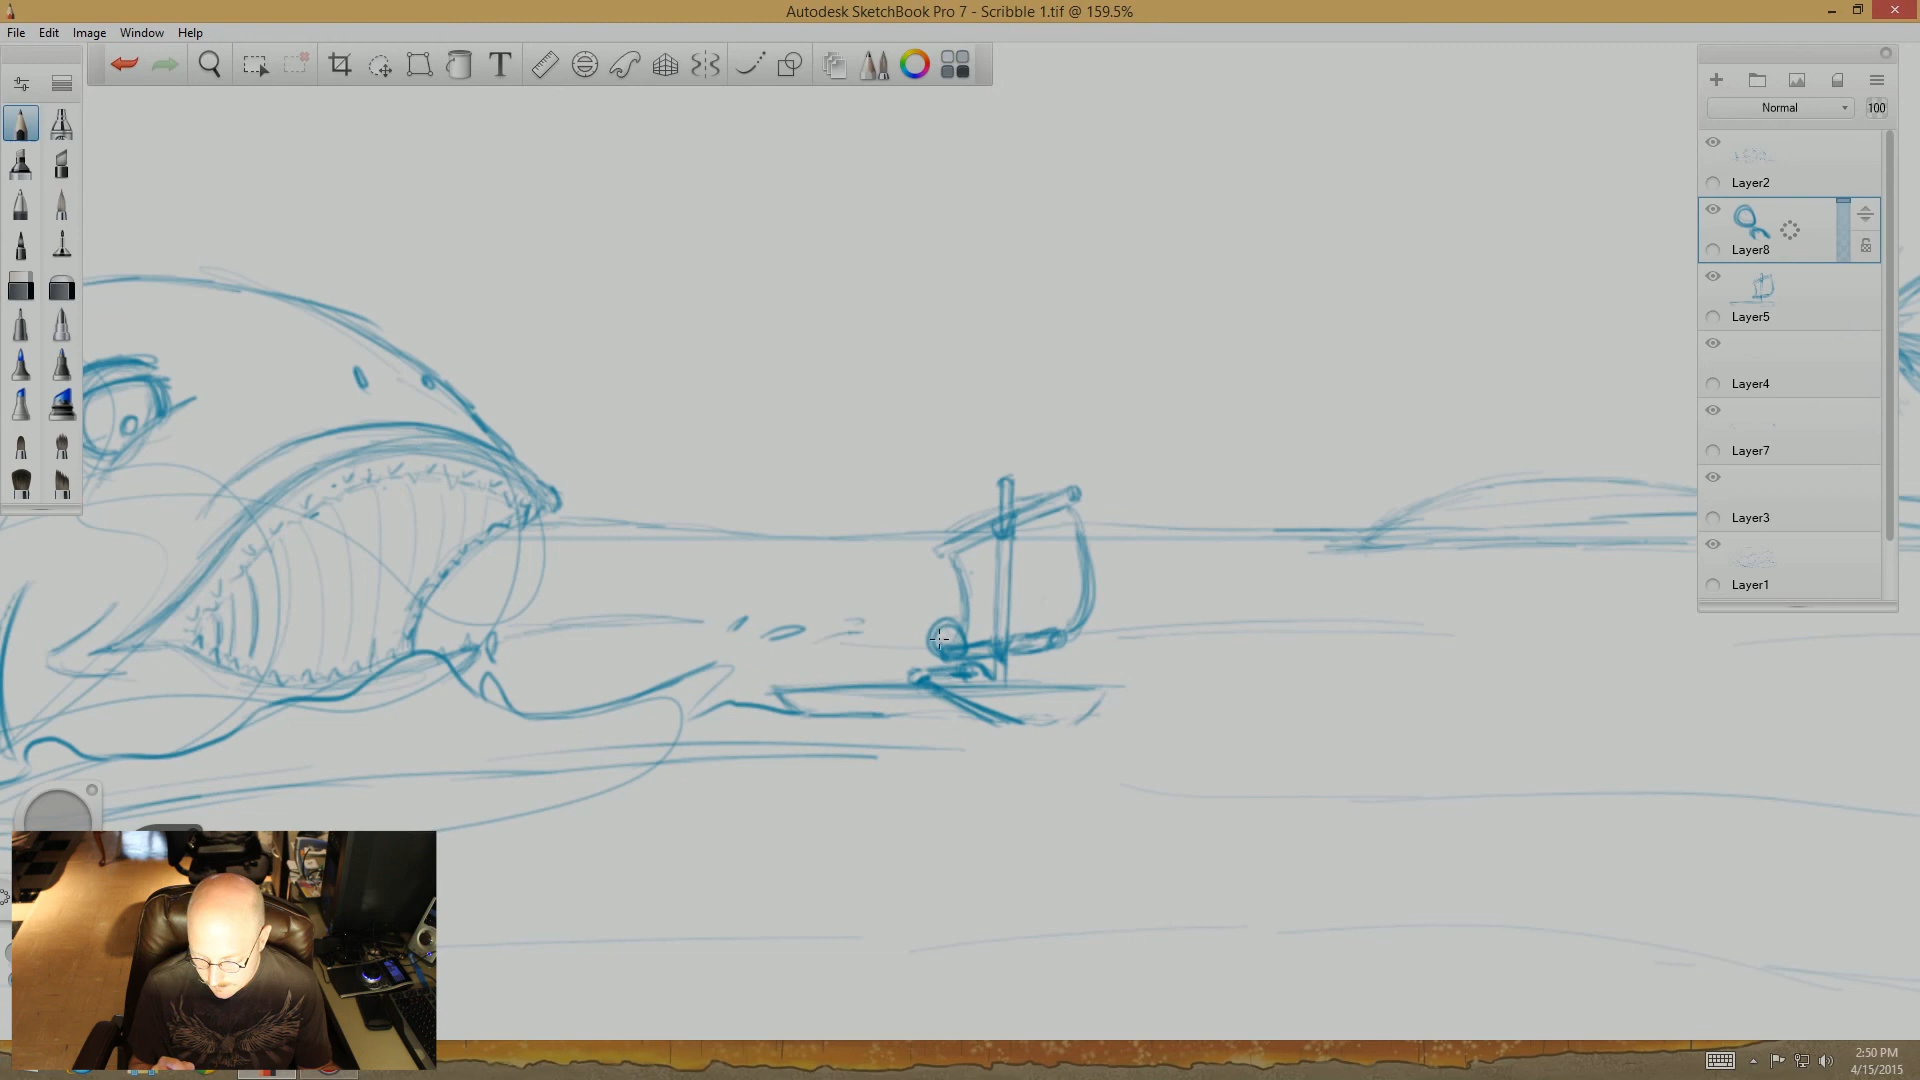 Autodesk SketchBook Pro 7 - Scribble 1.tif @ 159.5%
File Edit Image Window Help
T
Normal 100
Layer2
Layer8
Layer5
Layer4
Layer7
Layer3
Layer1
2:50 PM
4/15/2015